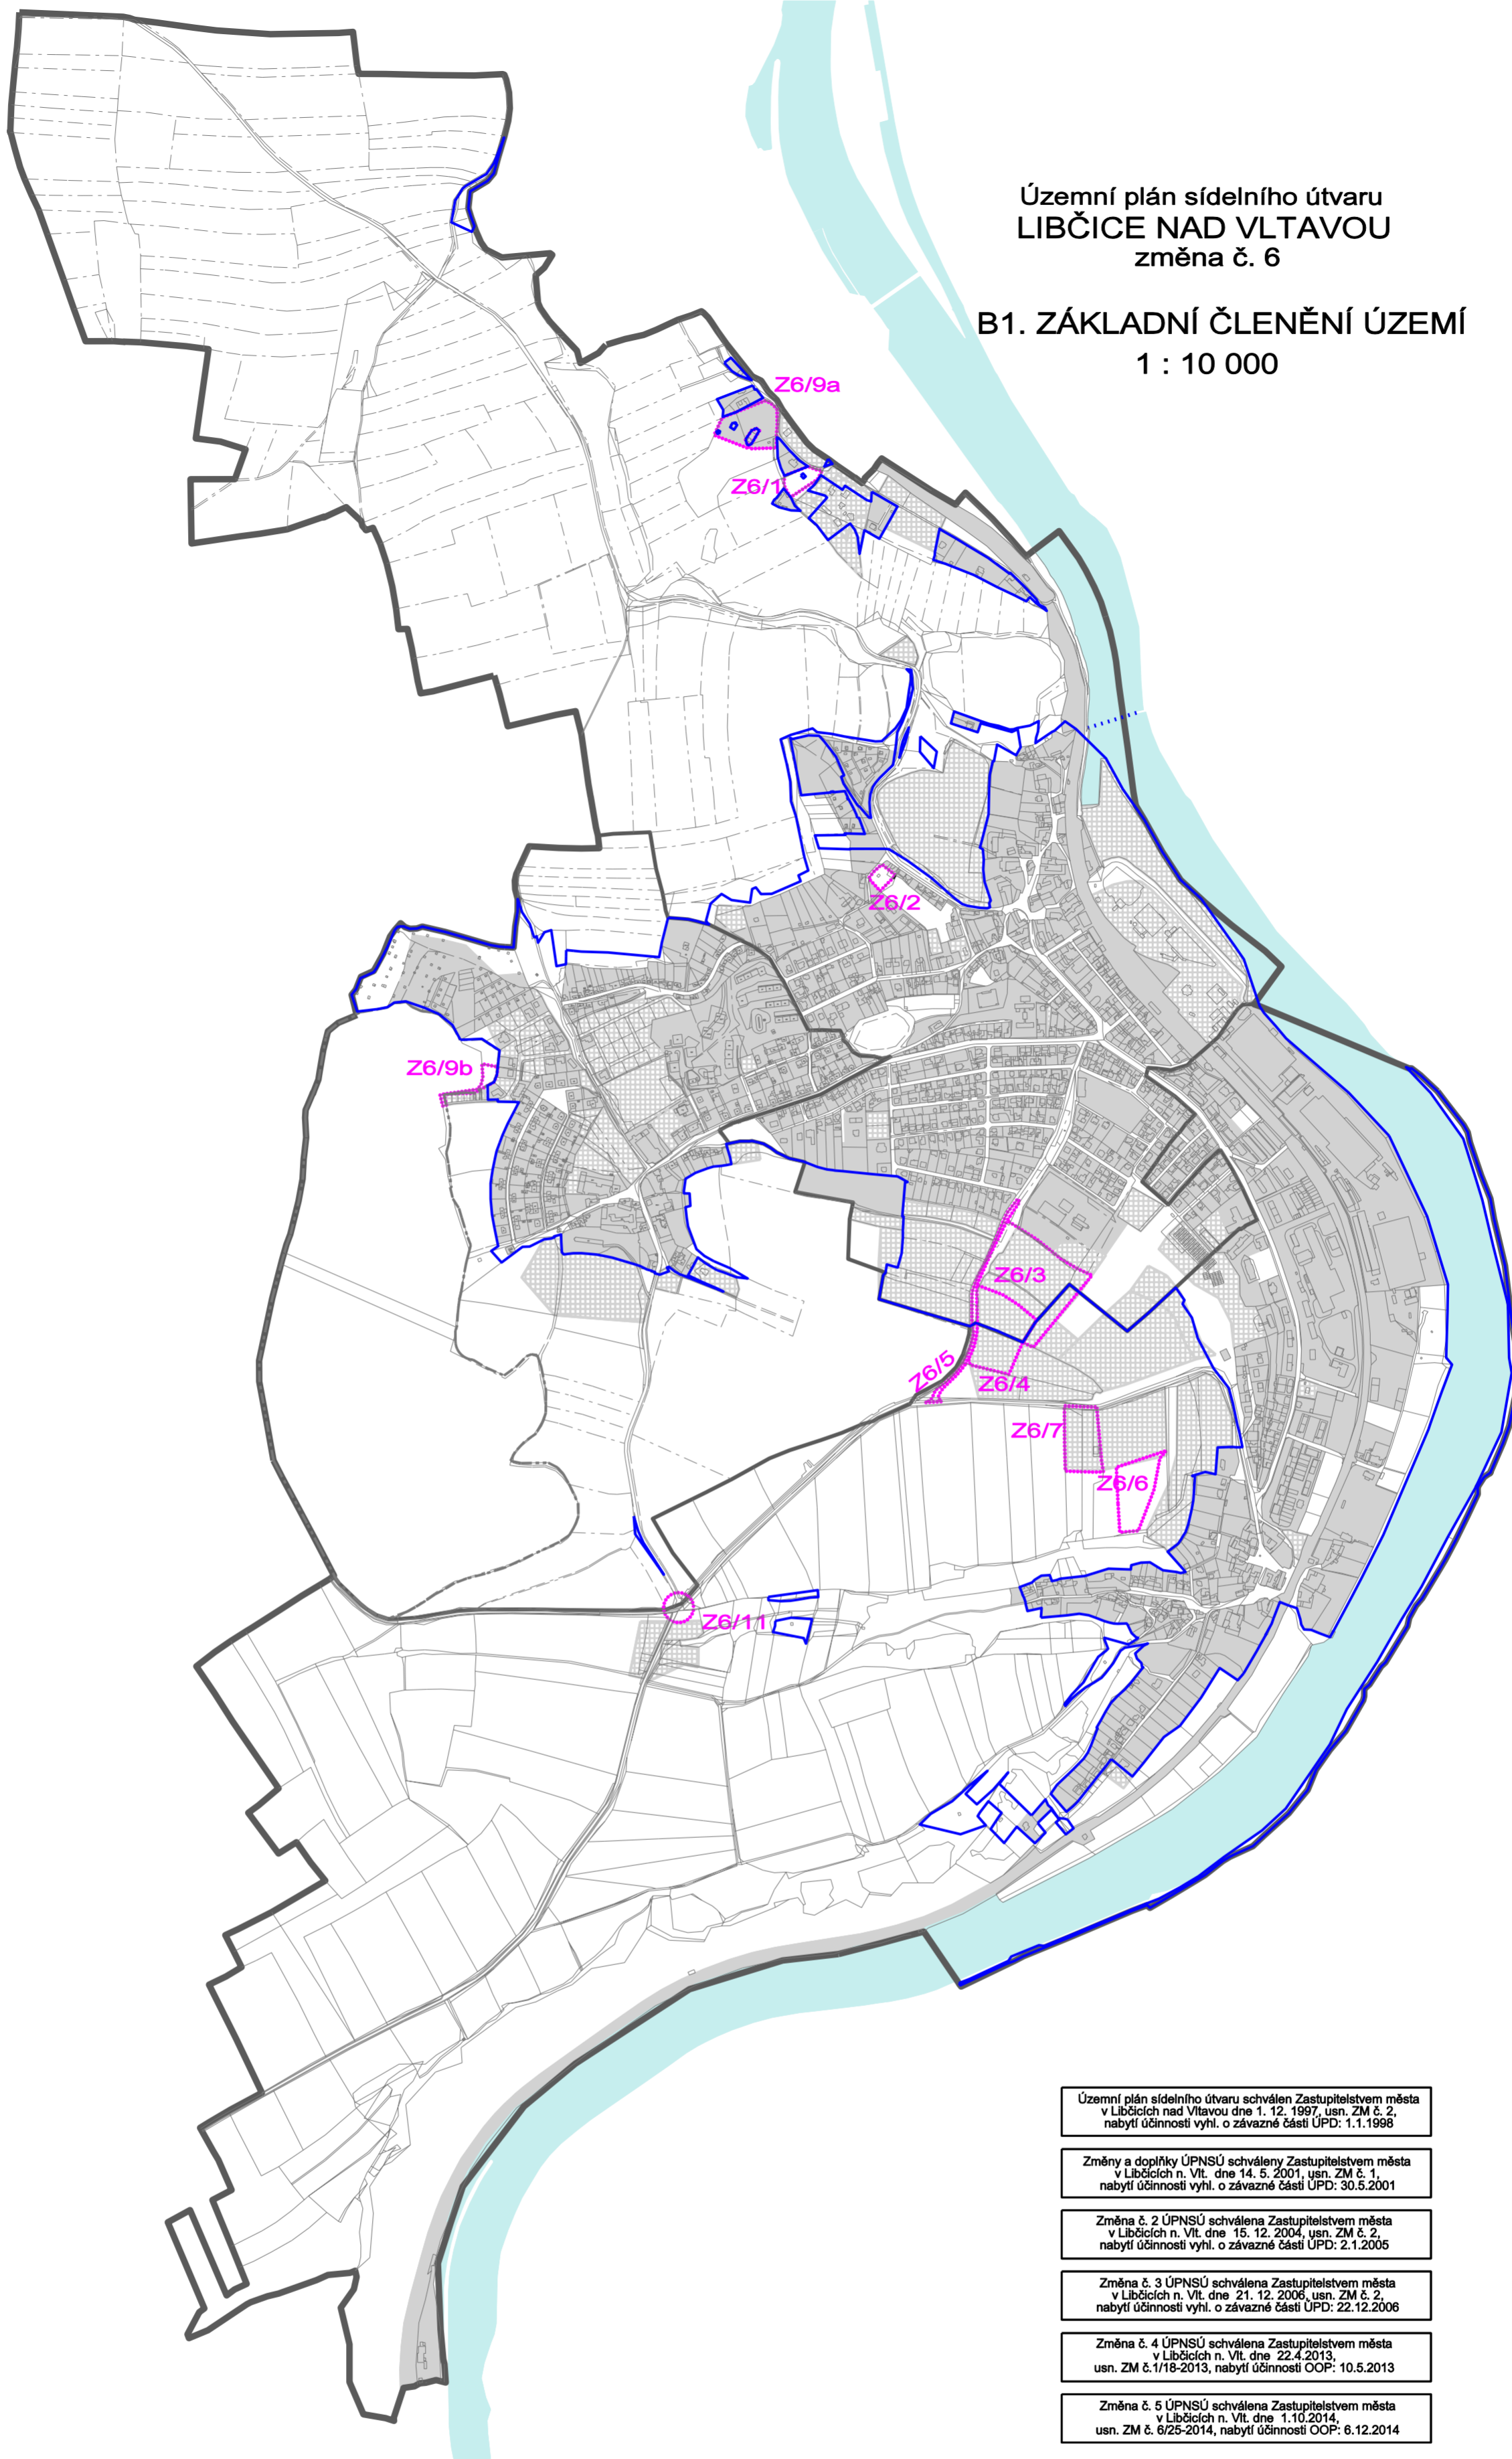 Územní plán sídelního útvaru
LIBČICE NAD VLTAVOU
změna č. 6
B1. ZÁKLADNÍ ČLENĚNÍ ÚZEMÍ
1 : 10 000
Z6/9a
Z6/1
Z6/2
Z6/9b
Z6/3
Z6/5
Z6/4
Z6/7
Z6/6
Z6/11
Územní plán sídelního útvaru schválen Zastupitelstvem města
v Libčicích nad Vltavou dne 1. 12. 1997, usn. ZM č. 2,
nabytí účinnosti vyhl. o závazné části ÚPD: 1.1.1998
Změny a doplňky ÚPNSÚ schváleny Zastupitelstvem města
v Libčicích n. Vlt. dne 14. 5. 2001, usn. ZM č. 1,
nabytí účinnosti vyhl. o závazné části ÚPD: 30.5.2001
Změna č. 2 ÚPNSÚ schválena Zastupitelstvem města
v Libčicích n. Vlt. dne 15. 12. 2004, usn. ZM č. 2,
nabytí účinnosti vyhl. o závazné části ÚPD: 2.1.2005
Změna č. 3 ÚPNSÚ schválena Zastupitelstvem města
v Libčicích n. Vlt. dne 21. 12. 2006, usn. ZM č. 2,
nabytí účinnosti vyhl. o závazné části ÚPD: 22.12.2006
Změna č. 4 ÚPNSÚ schválena Zastupitelstvem města
v Libčicích n. Vlt. dne 22.4.2013,
usn. ZM č.1/18-2013, nabytí účinnosti OOP: 10.5.2013
Změna č. 5 ÚPNSÚ schválena Zastupitelstvem města
v Libčicích n. Vlt. dne 1.10.2014,
usn. ZM č. 6/25-2014, nabytí účinnosti OOP: 6.12.2014